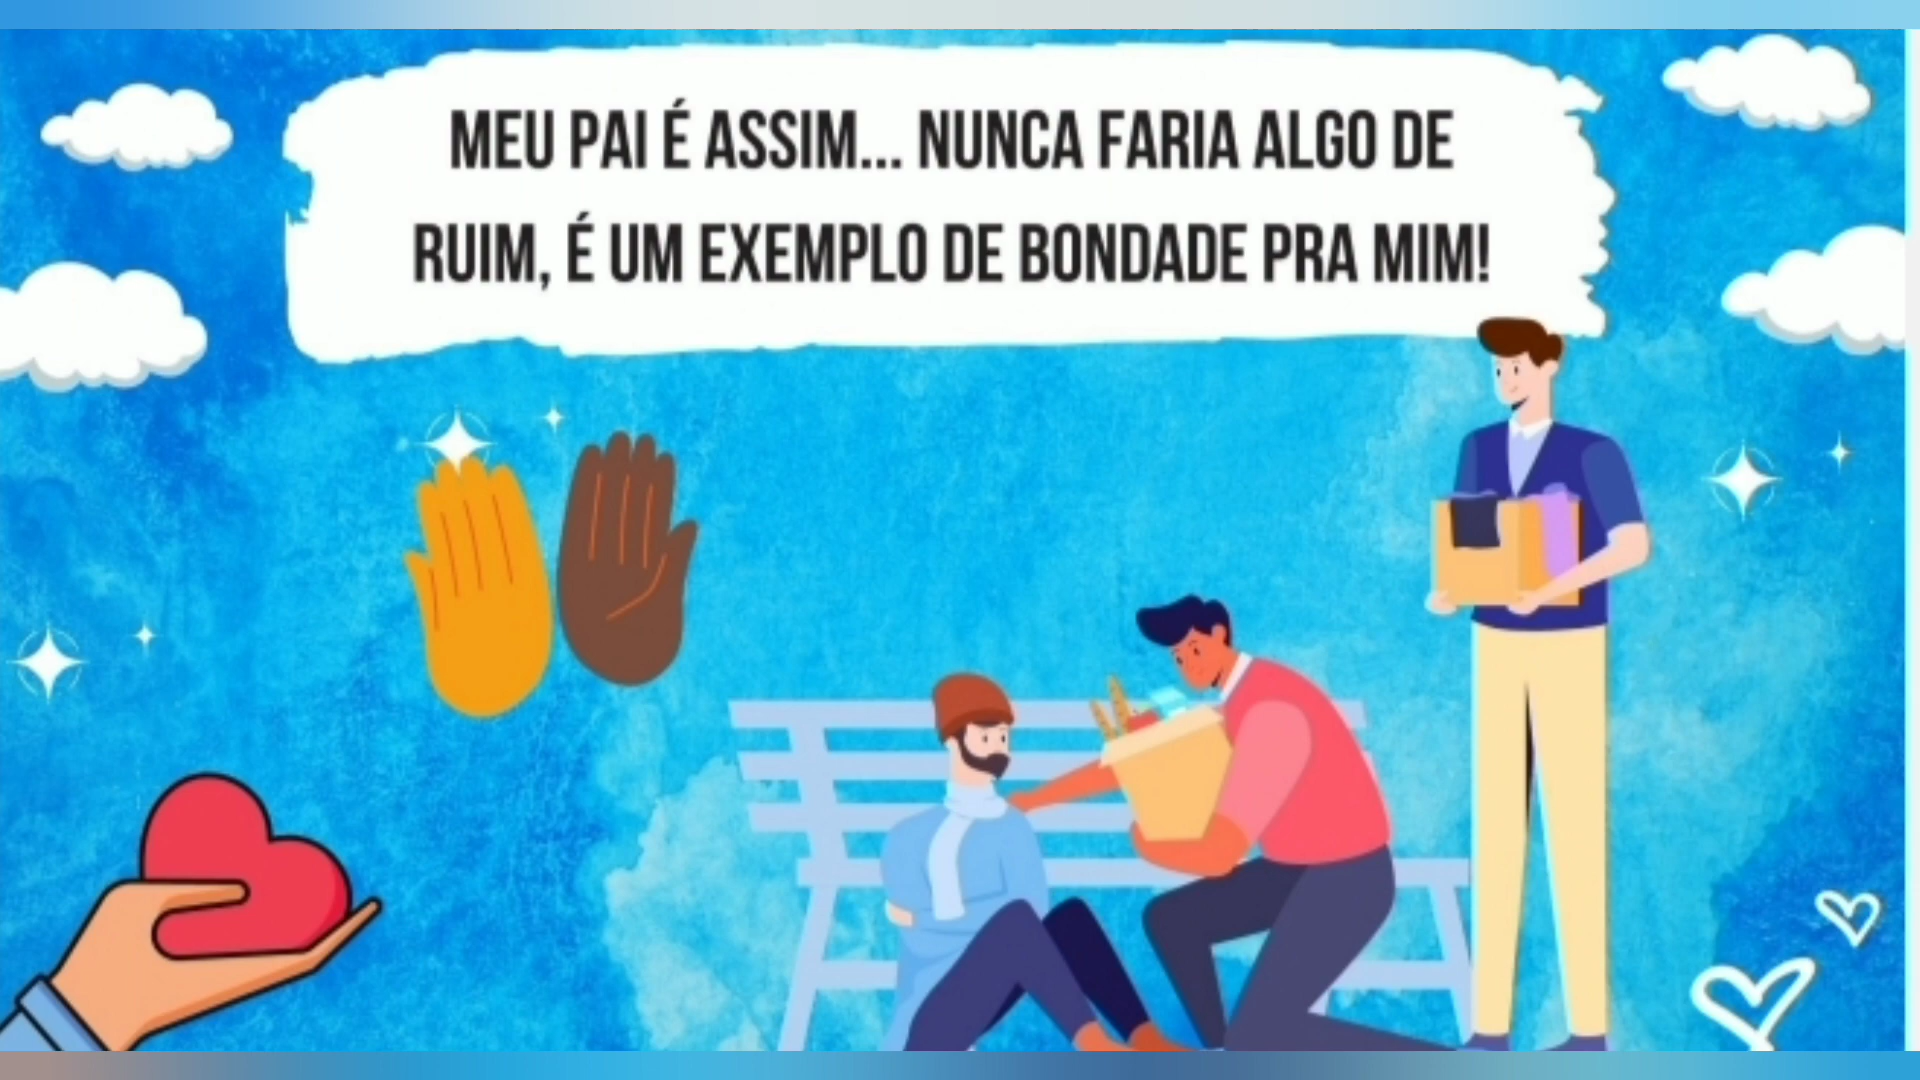 MEU PAI É ASSIM... NUNCA FARIA ALGO DE
RUIM, É UM EXEMPLO DE BONDADE PRA MIM!